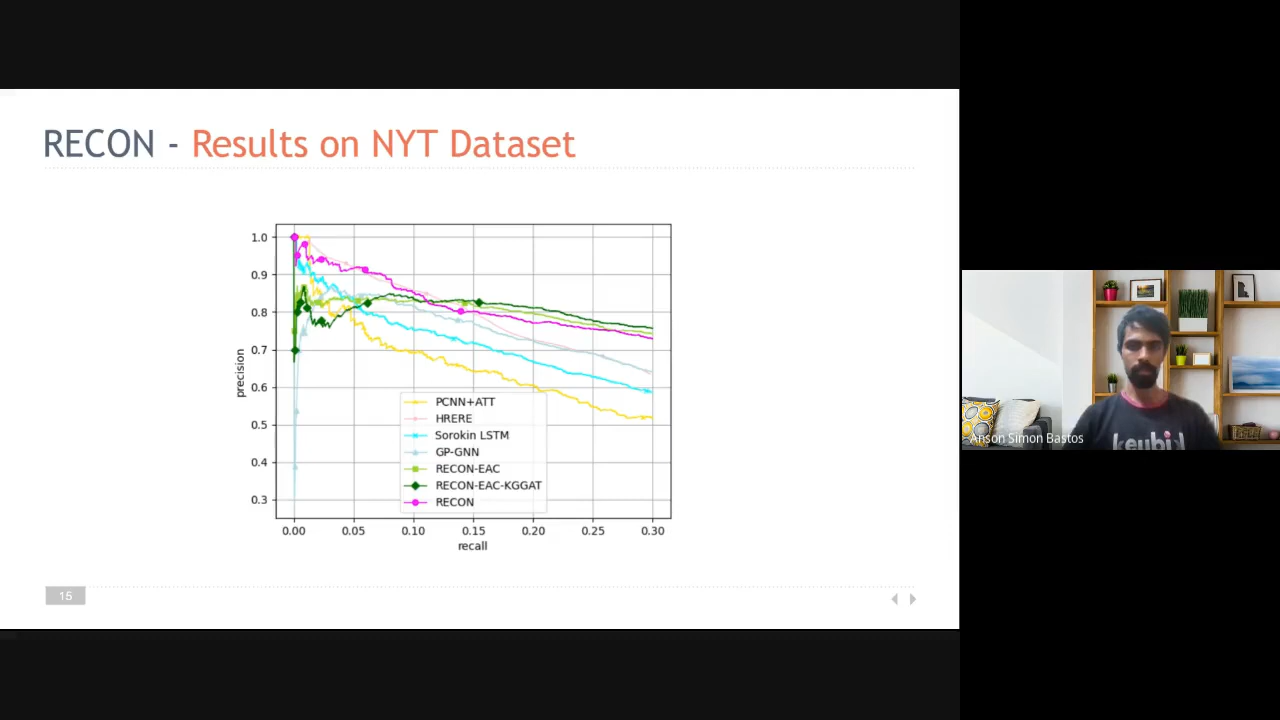 RECON - Results on NYT Dataset
1.0
0.9
0.8
0.7
0.6
0.5
0.4
0.3
precision
PCNN+ATT
HRERE
Sorokin LSTM
GP-GNN
RECON-EAC
RECON-EAC-KGGAT
RECON
0.00 0.05 0.10 0.15 0.20 0.25 0.30
recall
15
Anson Simon Bastos